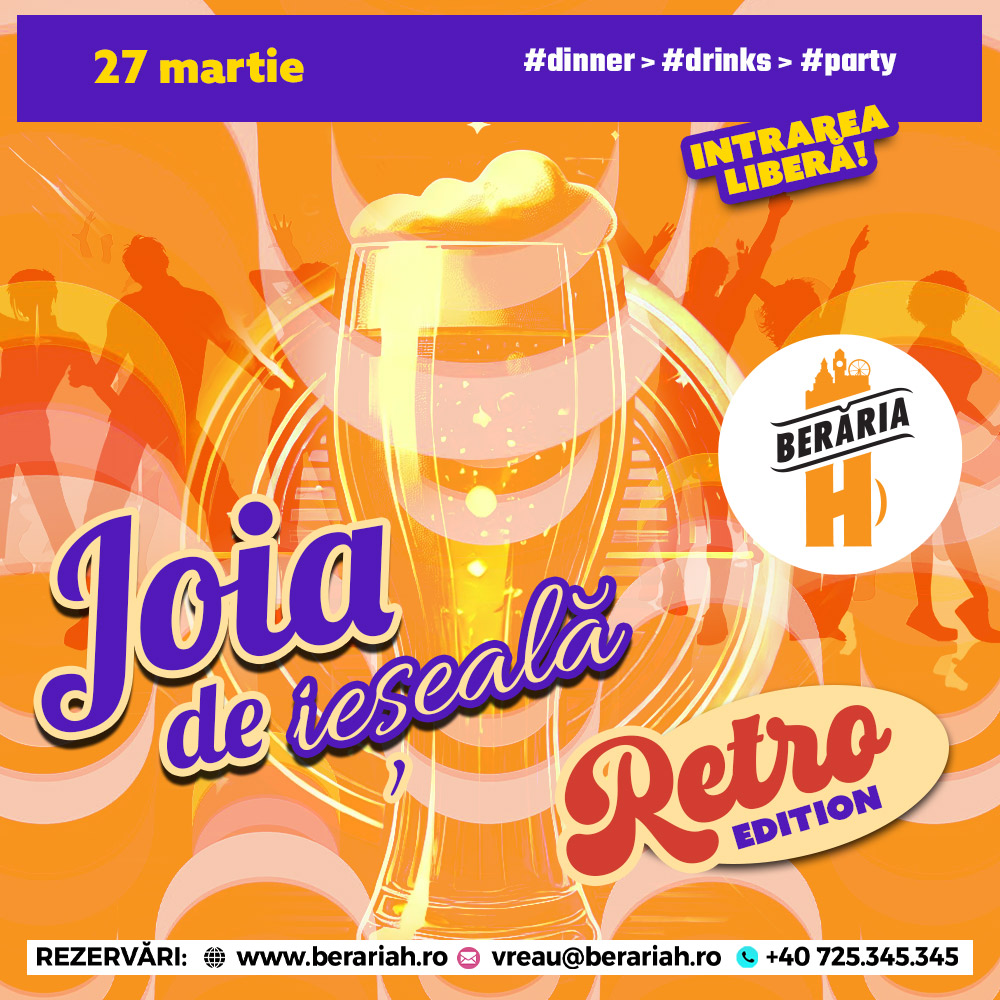 27 martie
#dinner > #drinks > #party
INTRAREA
LIBERĂ!
BERĂRIA
H
Joia
de ieșeală
Retro
EDITION
REZERVĂRI: www.berariah.ro vreau@berariah.ro +40 725.345.345